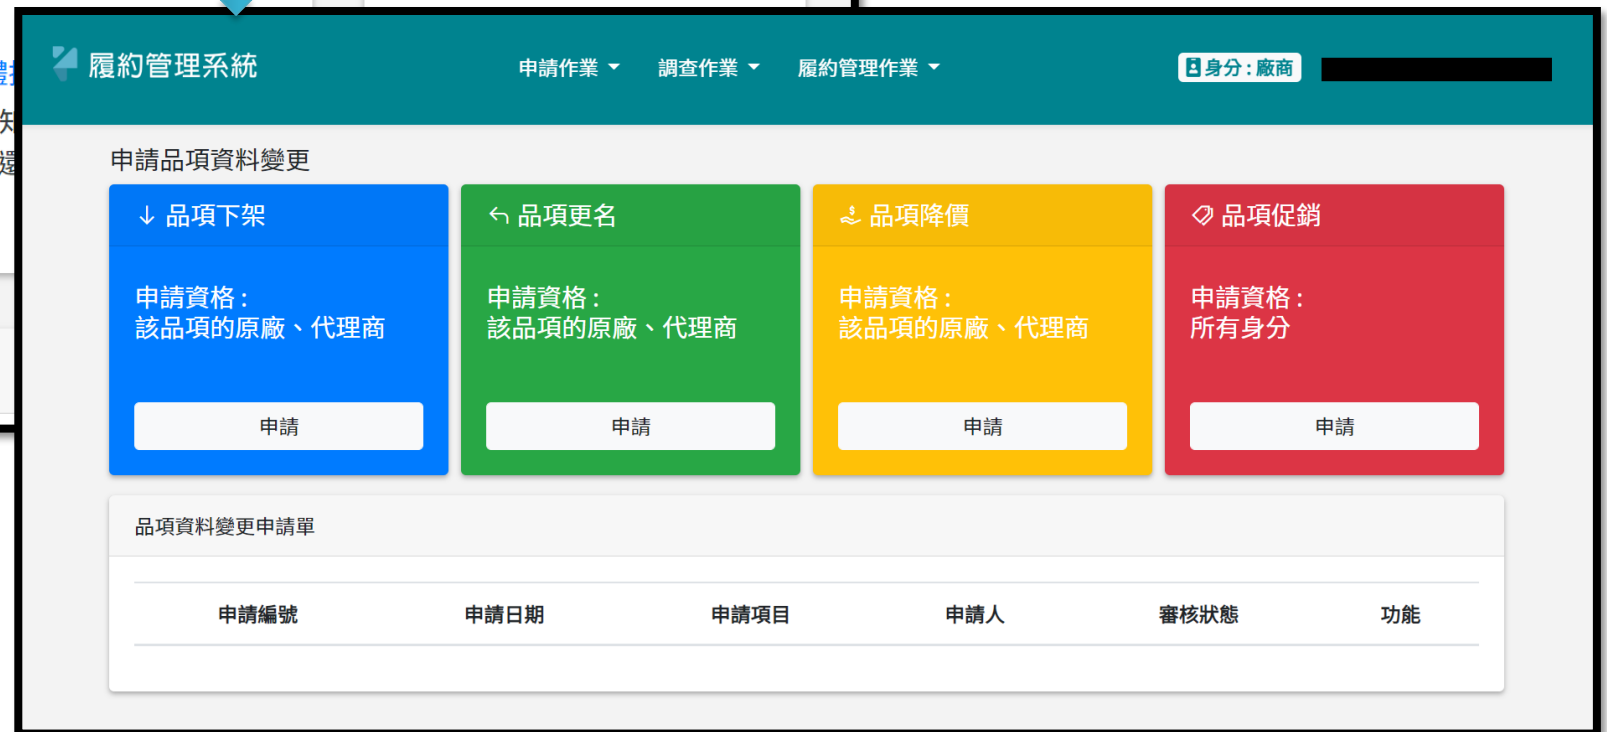 履約管理系統
申請作業
調查作業
履約管理作業
身分 : 廠商
申請品項資料變更
品項下架
申請資格 :
該品項的原廠、代理商
申請
品項更名
申請資格 :
該品項的原廠、代理商
申請
品項降價
申請資格 :
該品項的原廠、代理商
申請
品項促銷
申請資格 :
所有身分
申請
品項資料變更申請單
申請編號 申請日期 申請項目 申請人 審核狀態 功能